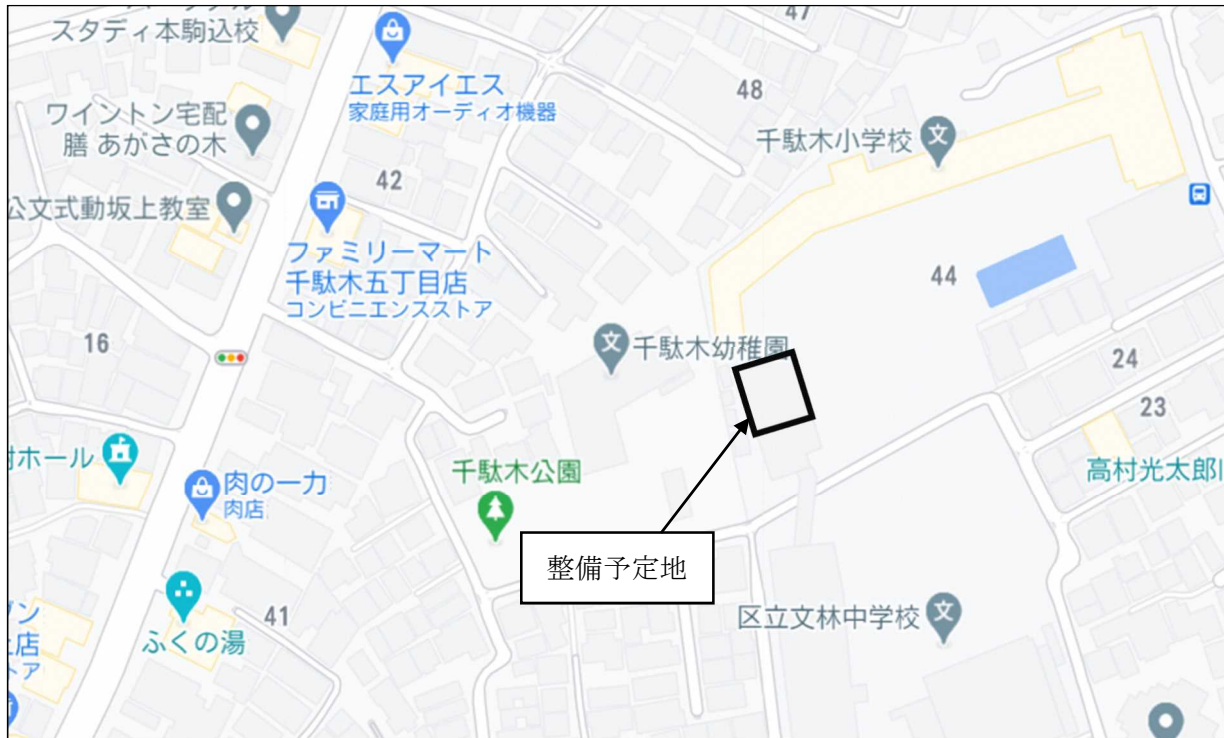 スタディ本駒込校
47
エスアイエス
家庭用オーディオ機器
48
ワイントン宅配
膳 あがさの木
千駄木小学校
文
42
公文式動坂上教室
ファミリーマート
千駄木五丁目店
コンビニエンスストア
44
16
文
千駄木幼稚園
24
23
ホール
千駄木公園
高村光太郎
肉の一力
肉店
整備予定地
41
区立文林中学校
文
ふくの湯
ン
店
トア